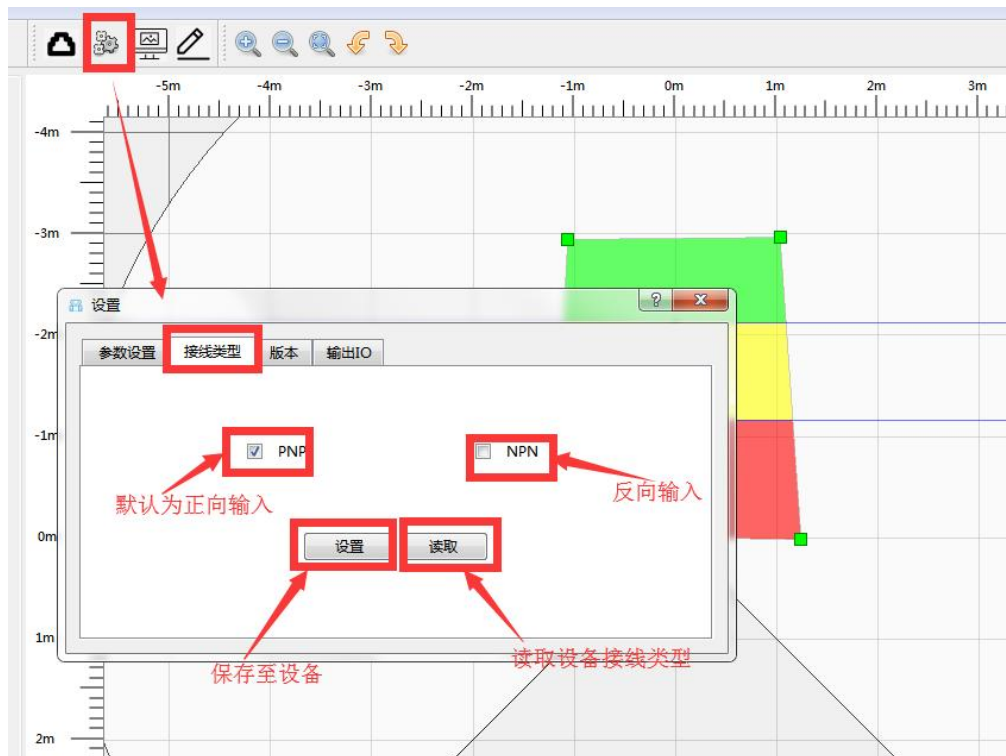 -5m -4m -3m -2m -1m 0m 1m 2m 3m
-4m
-3m
设置
-2m
参数设置 接线类型 版本 输出IO
-1m
PNP NPN
默认为正向输入
反向输入
0m
设置 读取
1m
保存至设备
读取设备接线类型
2m